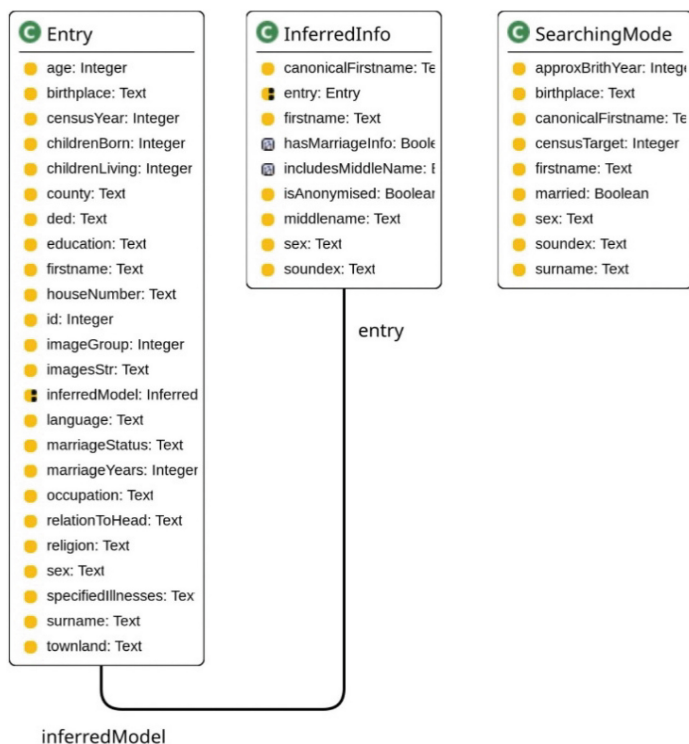 C Entry
age: Integer
birthplace: Text
censusYear: Integer
childrenBorn: Integer
childrenLiving: Integer
county: Text
ded: Text
education: Text
firstname: Text
houseNumber: Text
id: Integer
imageGroup: Integer
imagesStr: Text
inferredModel: Inferred
language: Text
marriageStatus: Text
marriageYears: Integer
occupation: Text
relationToHead: Text
religion: Text
sex: Text
specifiedIllnesses: Tex
surname: Text
townland: Text
C InferredInfo
canonicalFirstname: Te
entry: Entry
firstname: Text
hasMarriageInfo: Boole
includesMiddleName:
isAnonymised: Boolean
middlename: Text
sex: Text
soundex: Text
C SearchingMode
approxBrithYear: Intege
birthplace: Text
canonicalFirstname: Te
censusTarget: Integer
firstname: Text
married: Boolean
sex: Text
soundex: Text
surname: Text
entry
inferredModel